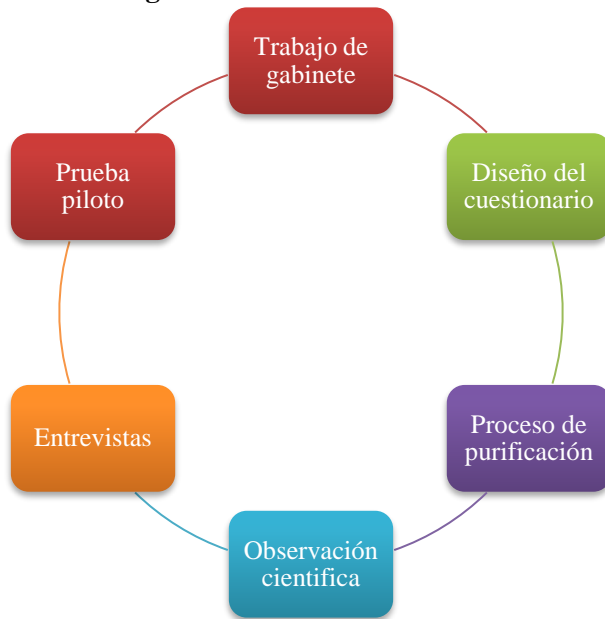 Trabajo de
gabinete
Diseño del
cuestionario
Proceso de
purificación
Observación
cientifica
Entrevistas
Prueba
piloto